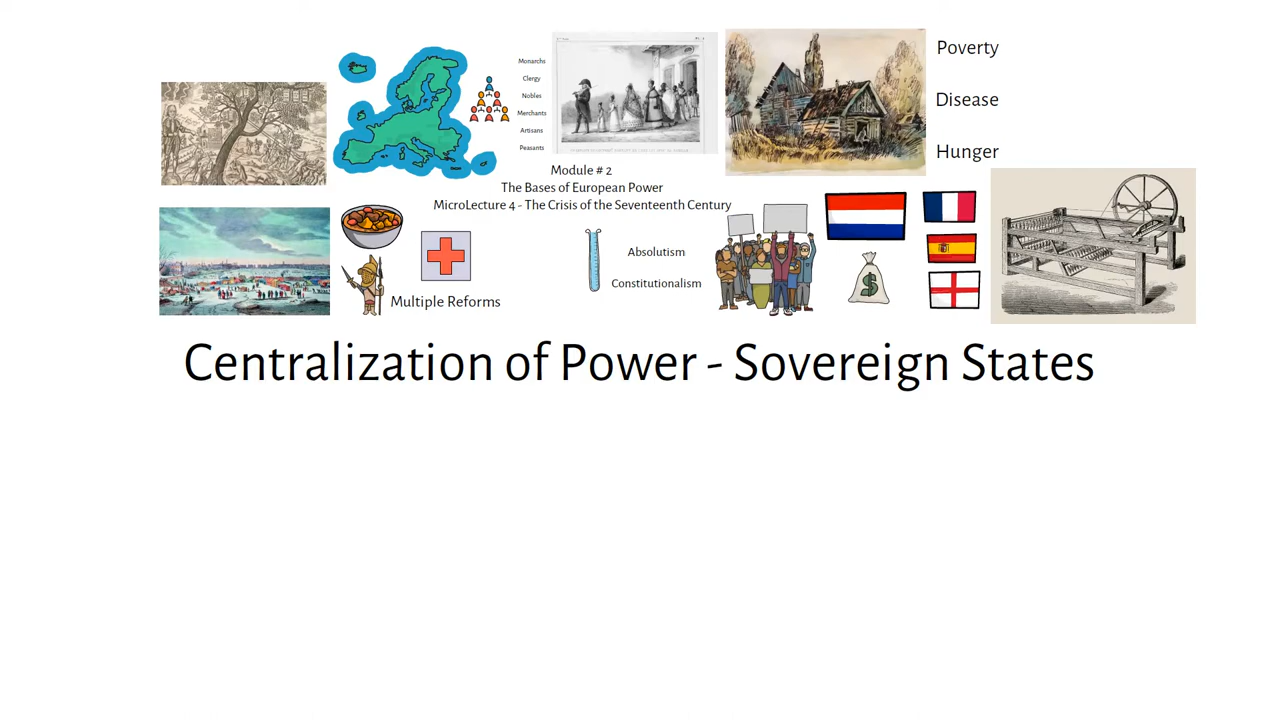 Monarchs
Clergy
Nobles
Merchants
Artisans
Peasants
Poverty
Disease
Hunger
Module # 2
The Bases of European Power
MicroLecture 4 - The Crisis of the Seventeenth Century
Multiple Reforms
Absolutism
Constitutionalism
$
Centralization of Power - Sovereign States